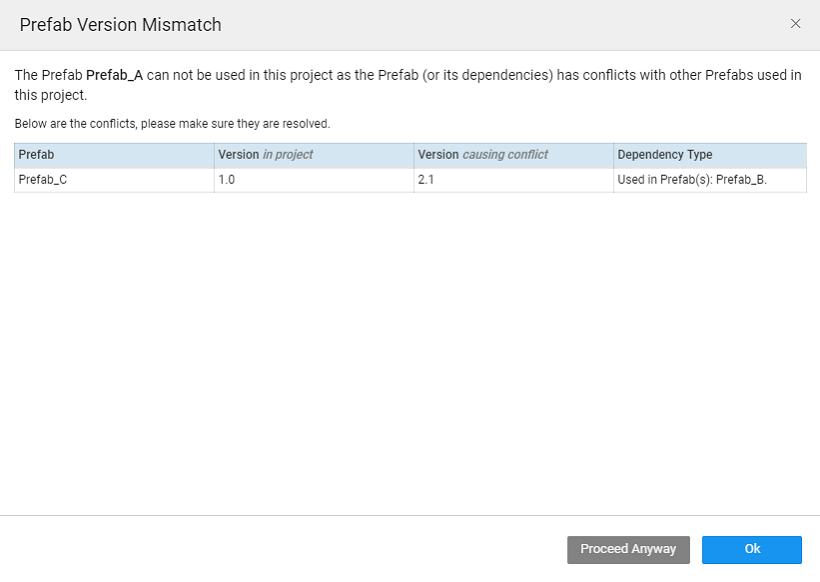 Prefab Version Mismatch
The Prefab Prefab_A can not be used in this project as the Prefab (or its dependencies) has conflicts with other Prefabs used in
this project.
Below are the conflicts, please make sure they are resolved.
Prefab Version in project Version causing conflict Dependency Type
Prefab_C 1.0 2.1 Used in Prefab(s): Prefab_B.
Proceed Anyway Ok